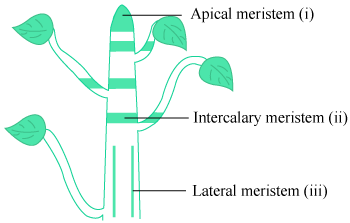 Apical meristem (i)
Intercalary meristem (ii)
Lateral meristem (iii)